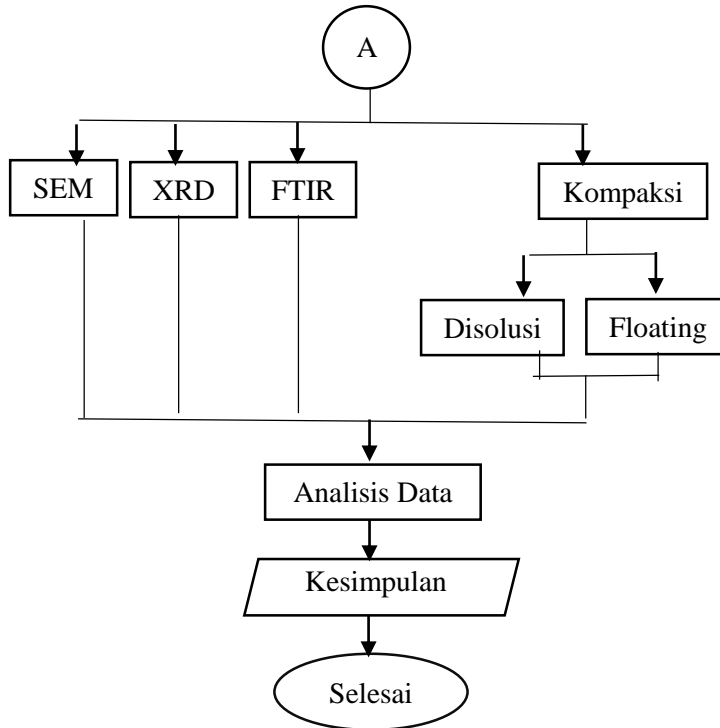 A
SEM
XRD
FTIR
Kompaksi
Disolusi
Floating
Analisis Data
Kesimpulan
Selesai